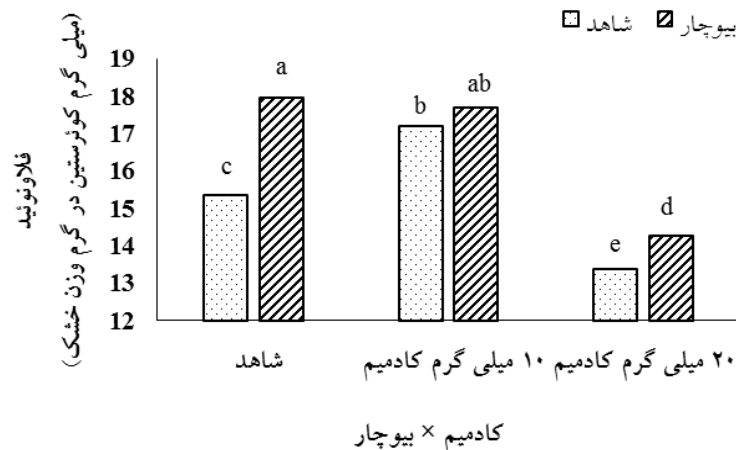 شاهد بیوچار
فلاونوئید
(میلی گرم کوئرستین در گرم وزن خشک)
19
18
17
16
15
14
13
12
c a b ab e d
شاهد ۱۰ میلی گرم کادمیم ۲۰ میلی گرم کادمیم
کادمیم × بیوچار